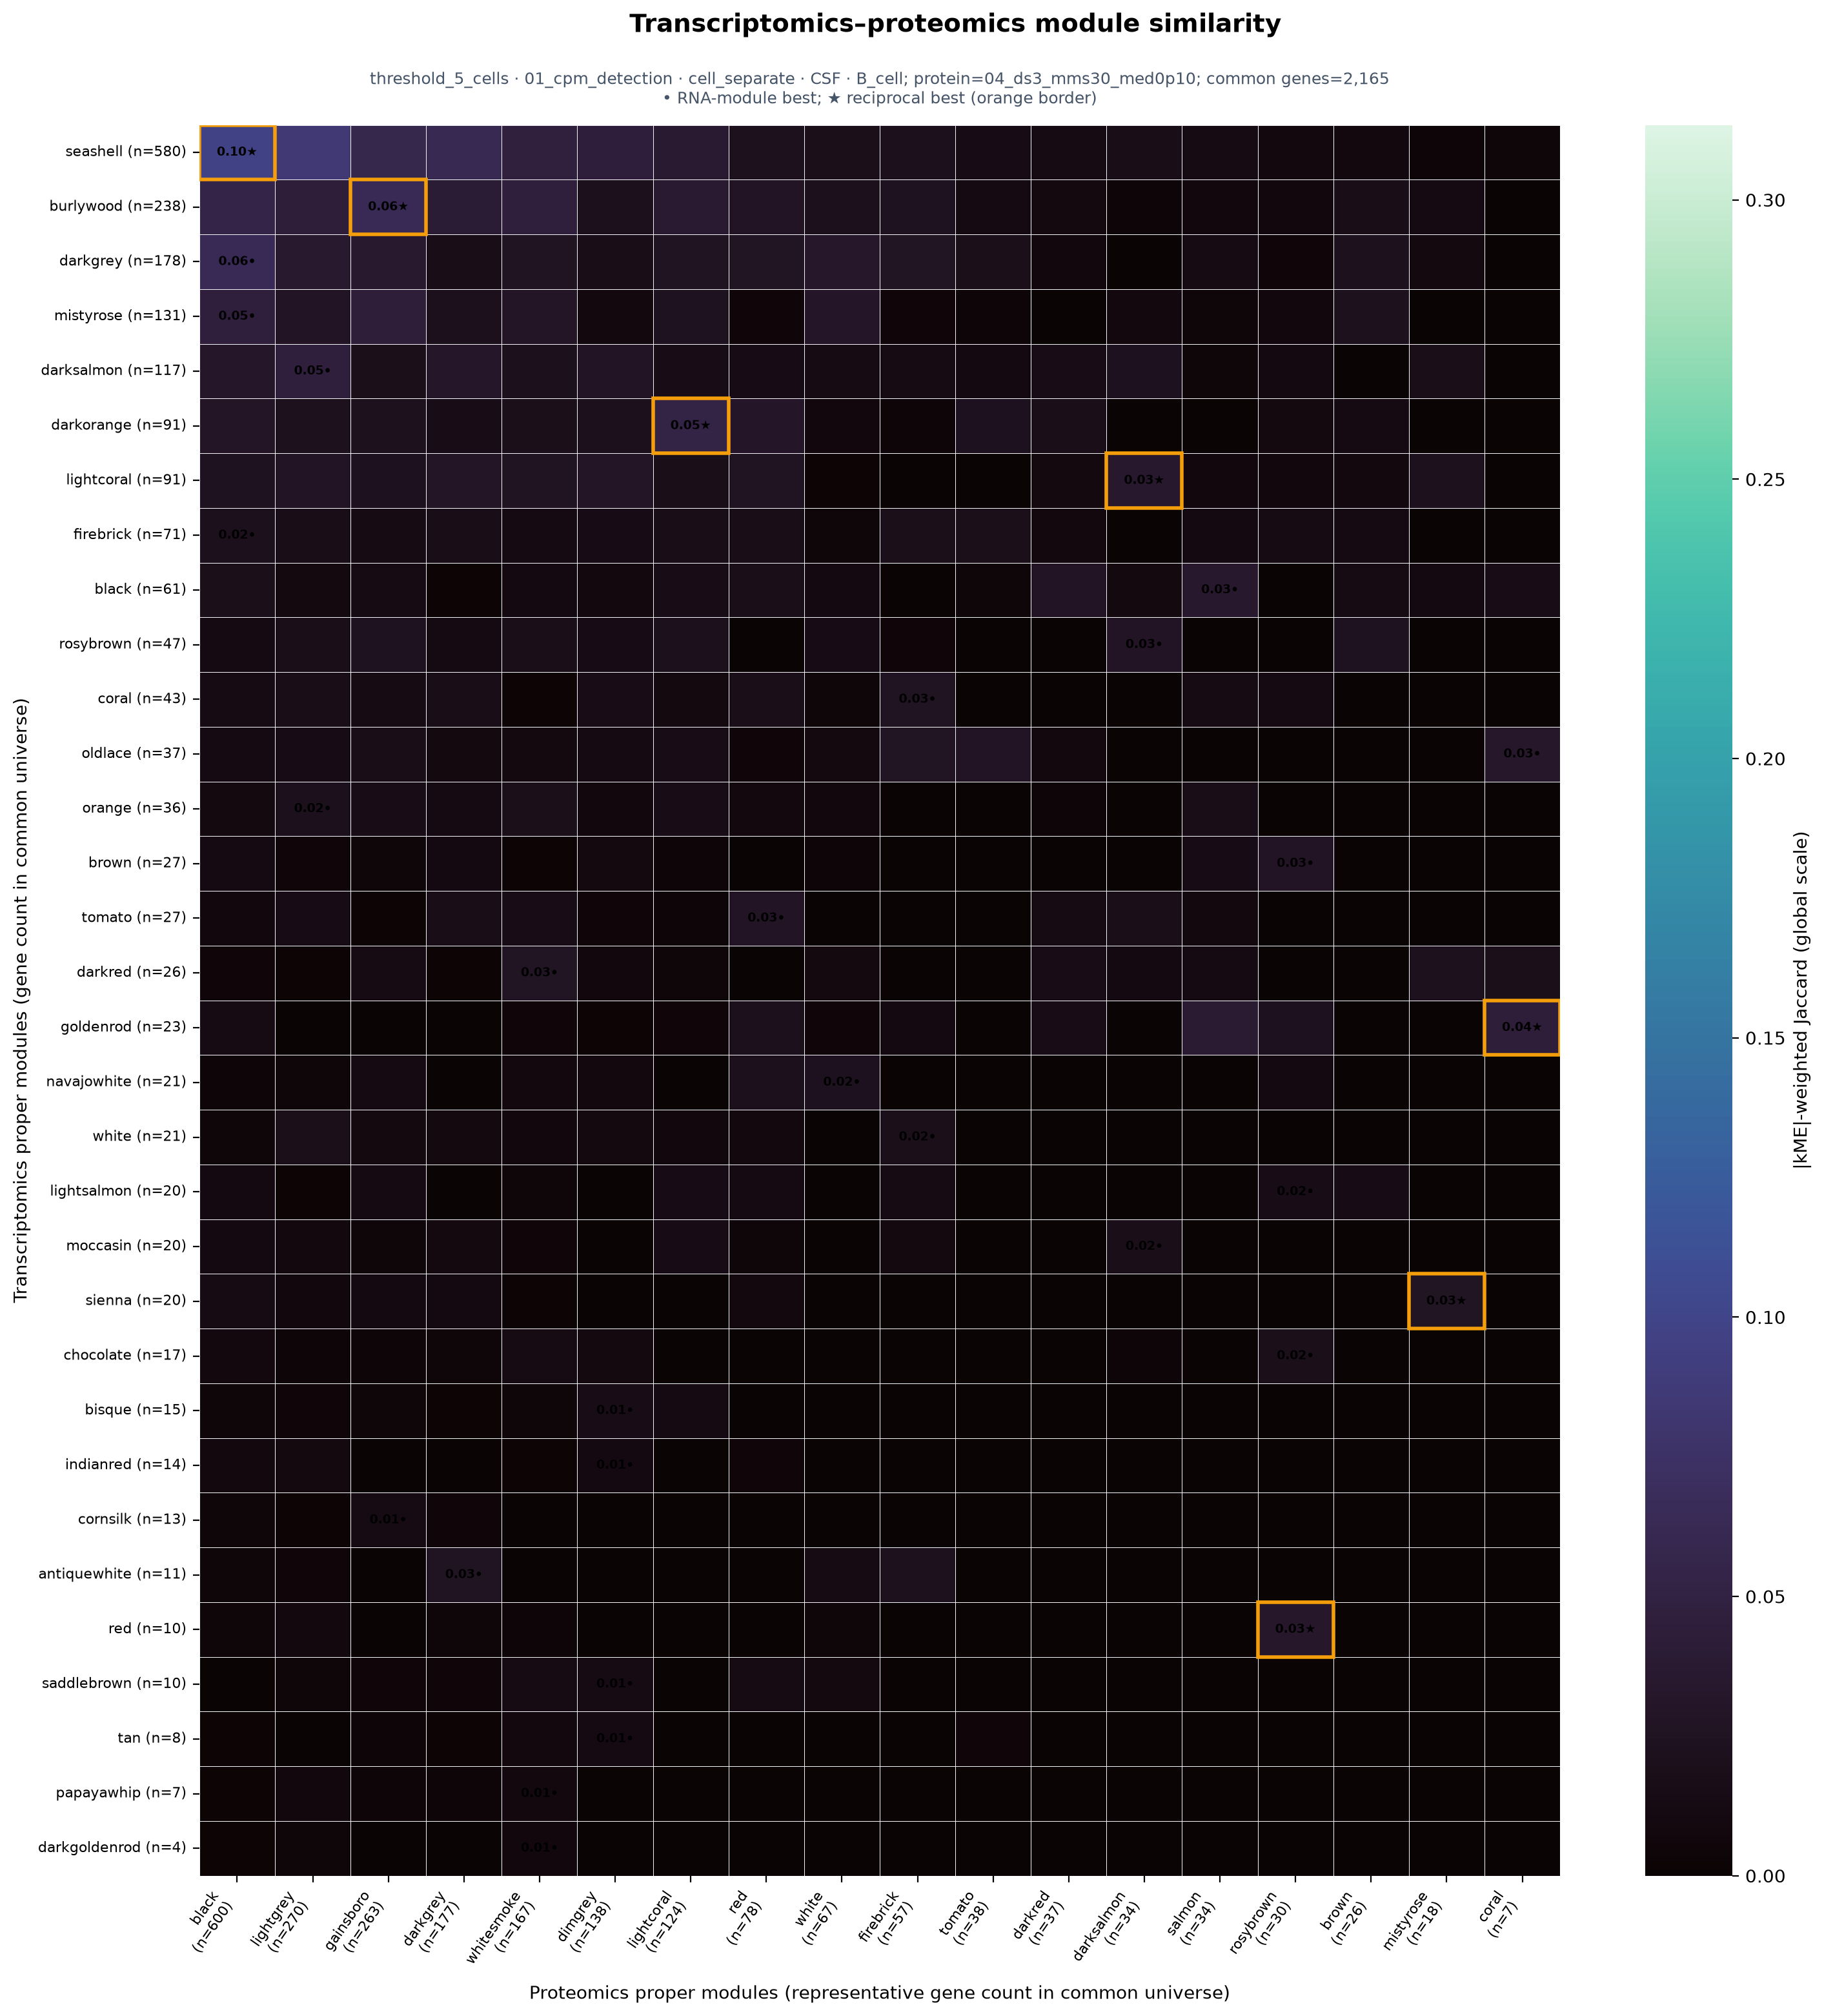 Transcriptomics–proteomics module similarity
threshold_5_cells · 01_cpm_detection · cell_separate · CSF · B_cell; protein=04_ds3_mms30_med0p10; common genes=2,165
• RNA-module best; ★ reciprocal best (orange border)
Transcriptomics proper modules (gene count in common universe)
seashell (n=580)
0.10★
burlywood (n=238)
0.06★
darkgrey (n=178)
0.06•
mistyrose (n=131)
0.05•
darksalmon (n=117)
0.05•
darkorange (n=91)
0.05★
lightcoral (n=91)
0.03★
firebrick (n=71)
0.02•
black (n=61)
0.03•
rosybrown (n=47)
0.03•
coral (n=43)
0.03•
oldlace (n=37)
0.03•
orange (n=36)
0.02•
brown (n=27)
0.03•
tomato (n=27)
0.03•
darkred (n=26)
0.03•
goldenrod (n=23)
0.04★
navajowhite (n=21)
0.02•
white (n=21)
0.02•
lightsalmon (n=20)
0.02•
moccasin (n=20)
0.02•
sienna (n=20)
0.03★
chocolate (n=17)
0.02•
bisque (n=15)
0.01•
indianred (n=14)
0.01•
cornsilk (n=13)
0.01•
antiquewhite (n=11)
0.03•
red (n=10)
0.03★
saddlebrown (n=10)
0.01•
tan (n=8)
0.01•
papayawhip (n=7)
0.01•
darkgoldenrod (n=4)
0.01•
black
(n=600)
lightgrey
(n=270)
gainsboro
(n=263)
darkgrey
(n=177)
whitesmoke
(n=167)
dimgrey
(n=138)
lightcoral
(n=124)
red
(n=78)
white
(n=67)
firebrick
(n=57)
tomato
(n=38)
darkred
(n=37)
darksalmon
(n=34)
salmon
(n=34)
rosybrown
(n=30)
brown
(n=26)
mistyrose
(n=18)
coral
(n=7)
Proteomics proper modules (representative gene count in common universe)
0.30
0.25
0.20
0.15
0.10
0.05
0.00
|kME|-weighted Jaccard (global scale)